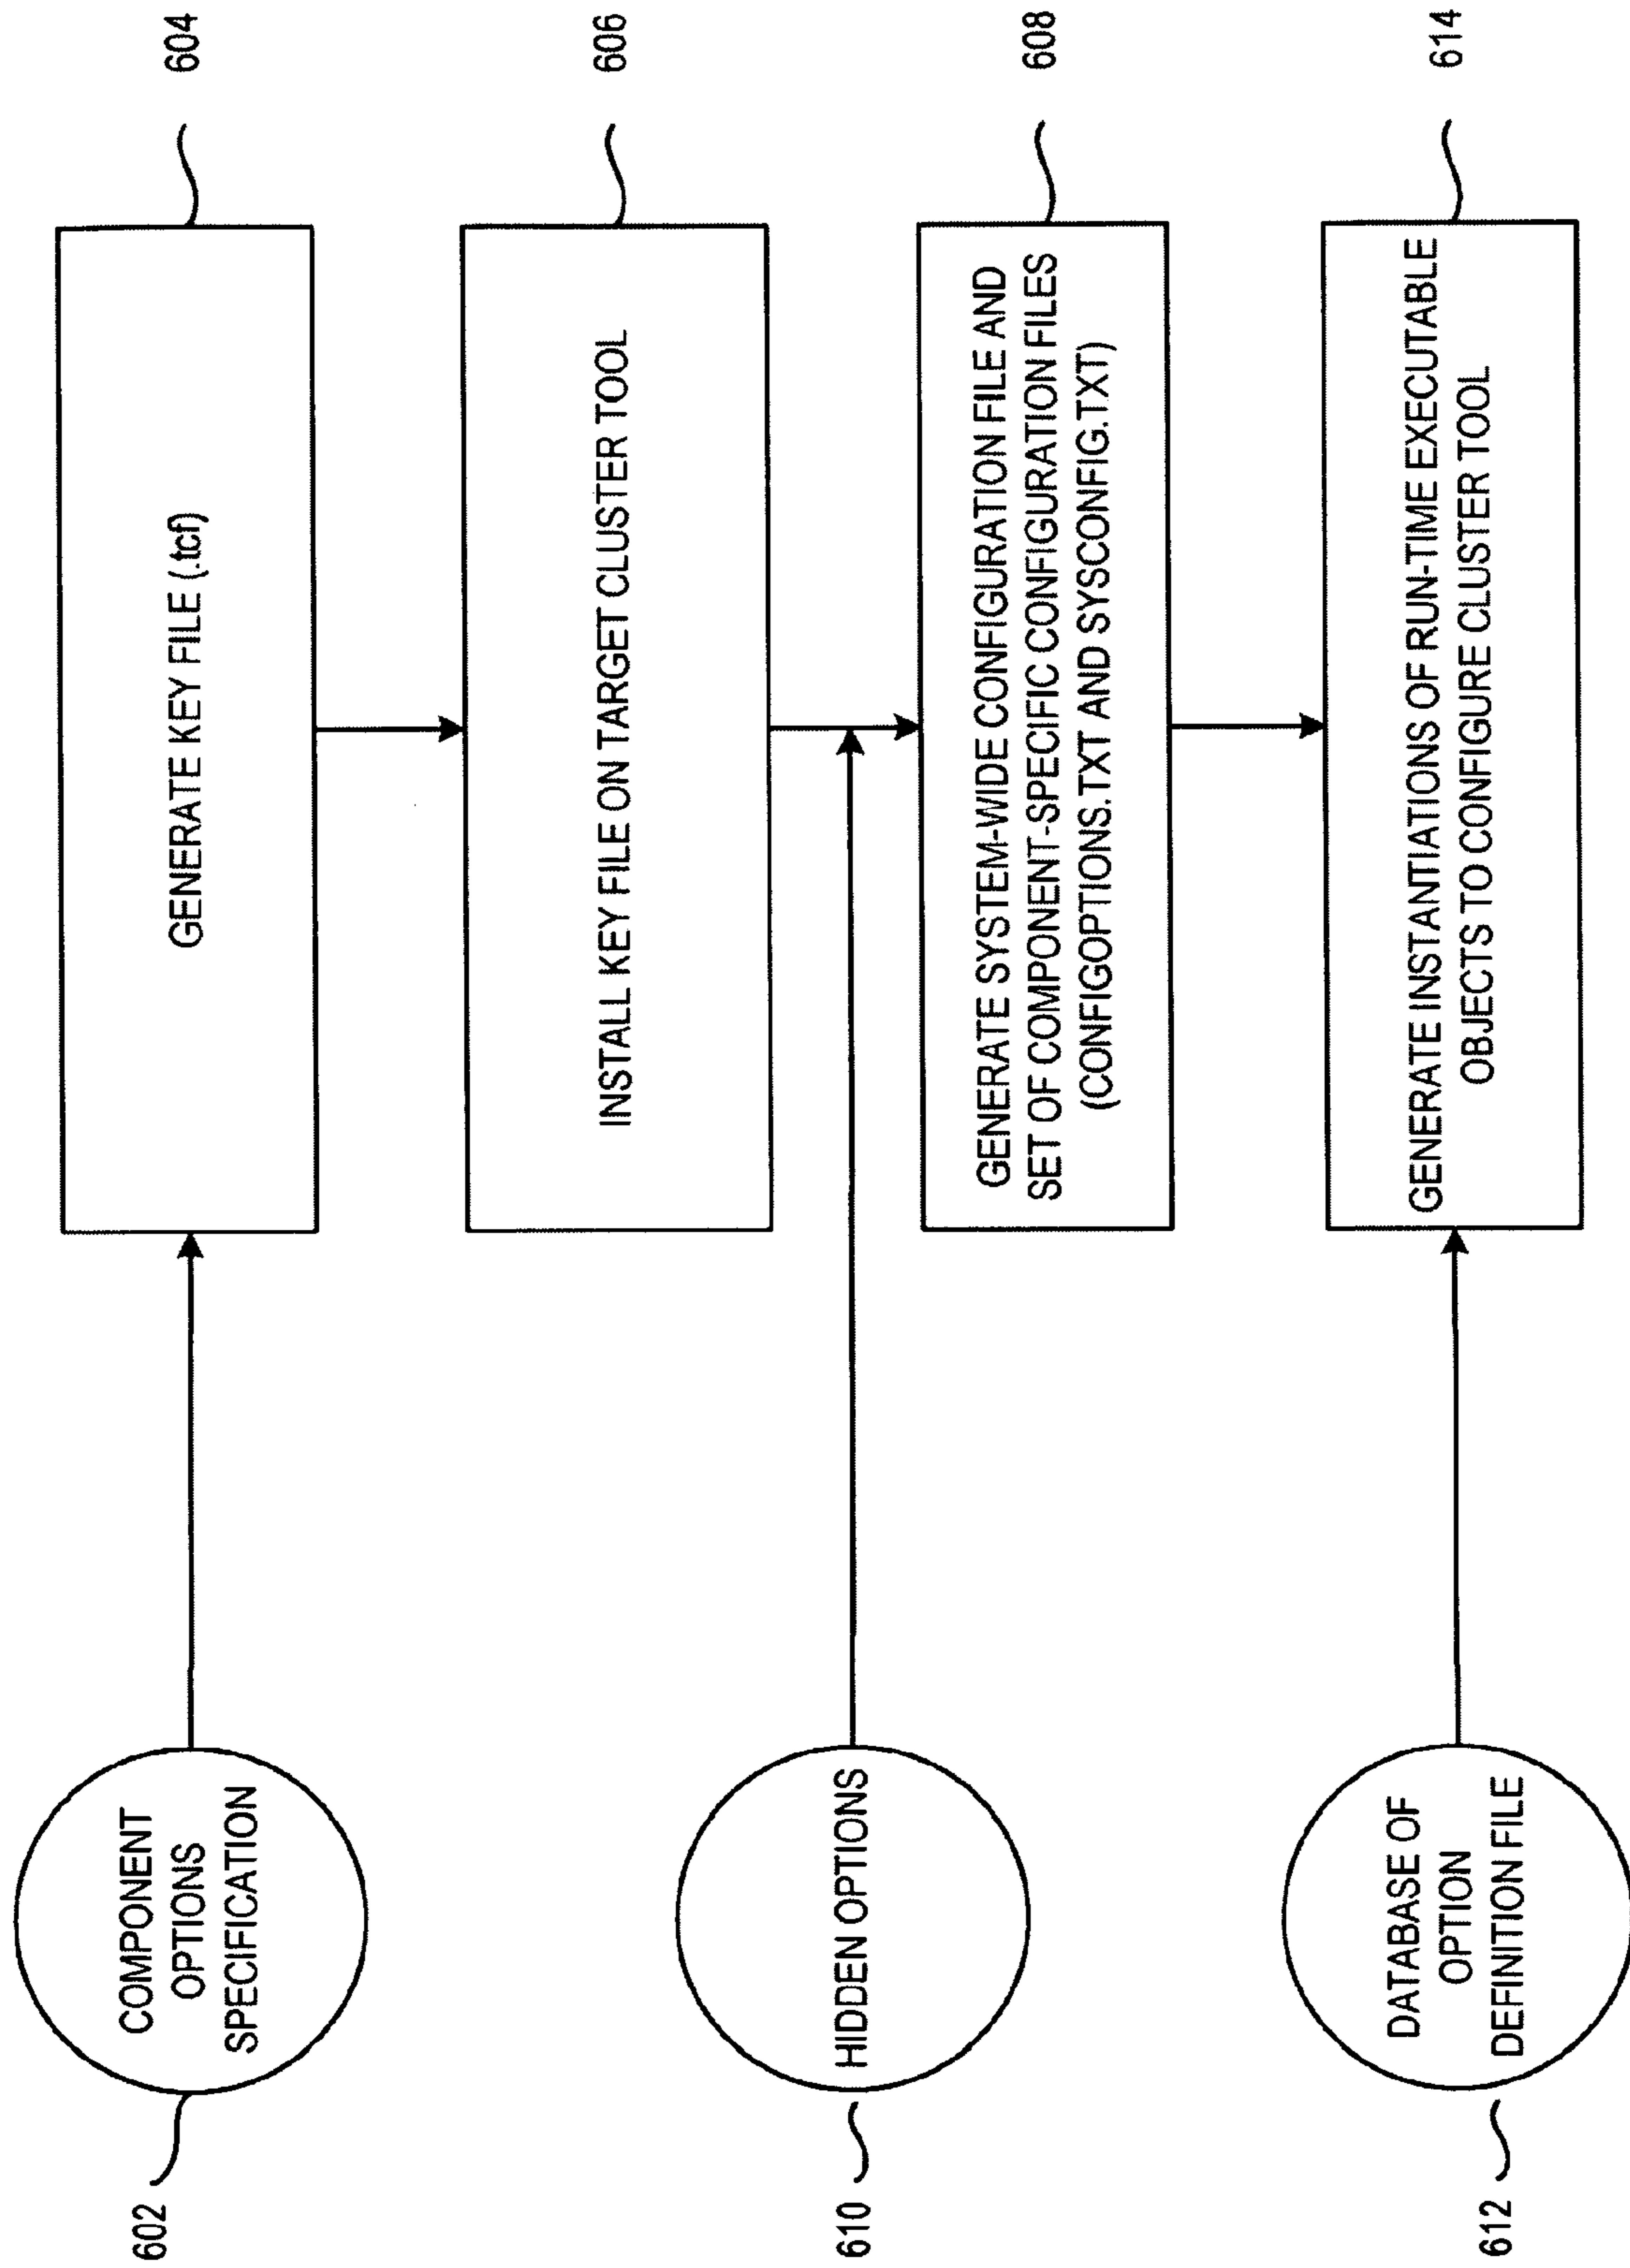 602
COMPONENT
OPTIONS
SPECIFICATION
GENERATE KEY FILE (.tcf)
604
INSTALL KEY FILE ON TARGET CLUSTER TOOL
606
610
HIDDEN OPTIONS
GENERATE SYSTEM-WIDE CONFIGURATION FILE AND
SET OF COMPONENT-SPECIFIC CONFIGURATION FILES
(CONFIGOPTIONS.TXT AND SYSCONFIG.TXT)
608
612
DATABASE OF
OPTION
DEFINITION FILE
GENERATE INSTANTIATIONS OF RUN-TIME EXECUTABLE
OBJECTS TO CONFIGURE CLUSTER TOOL
614